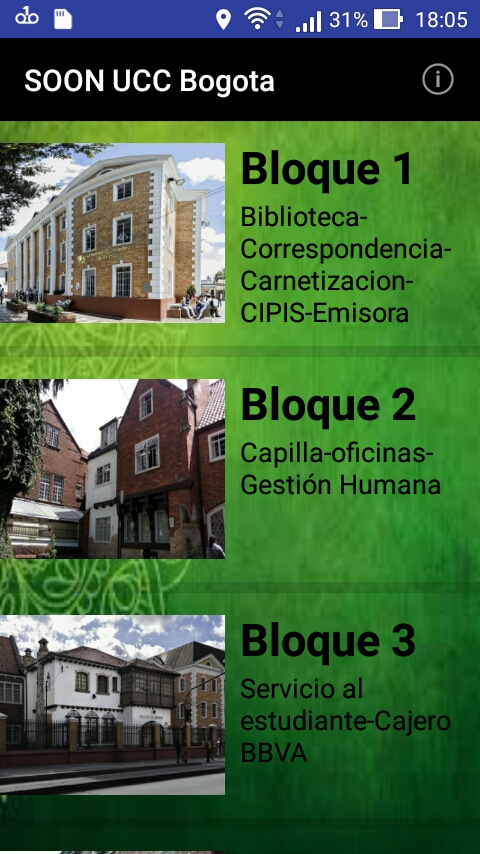 31% 18:05
SOON UCC Bogota
Bloque 1
Biblioteca-
Correspondencia-
Carnetizacion-
CIPIS-Emisora
Bloque 2
Capilla-oficinas-
Gestión Humana
Bloque 3
Servicio al
estudiante-Cajero
BBVA